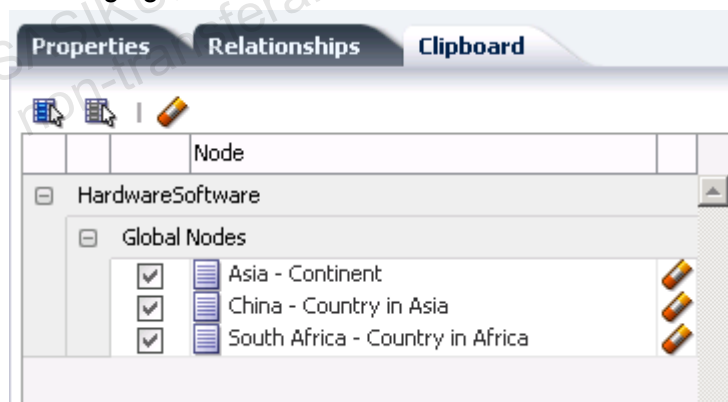 Properties Relationships Clipboard
Node
HardwareSoftware
Global Nodes
Asia - Continent
China - Country in Asia
South Africa - Country in Africa